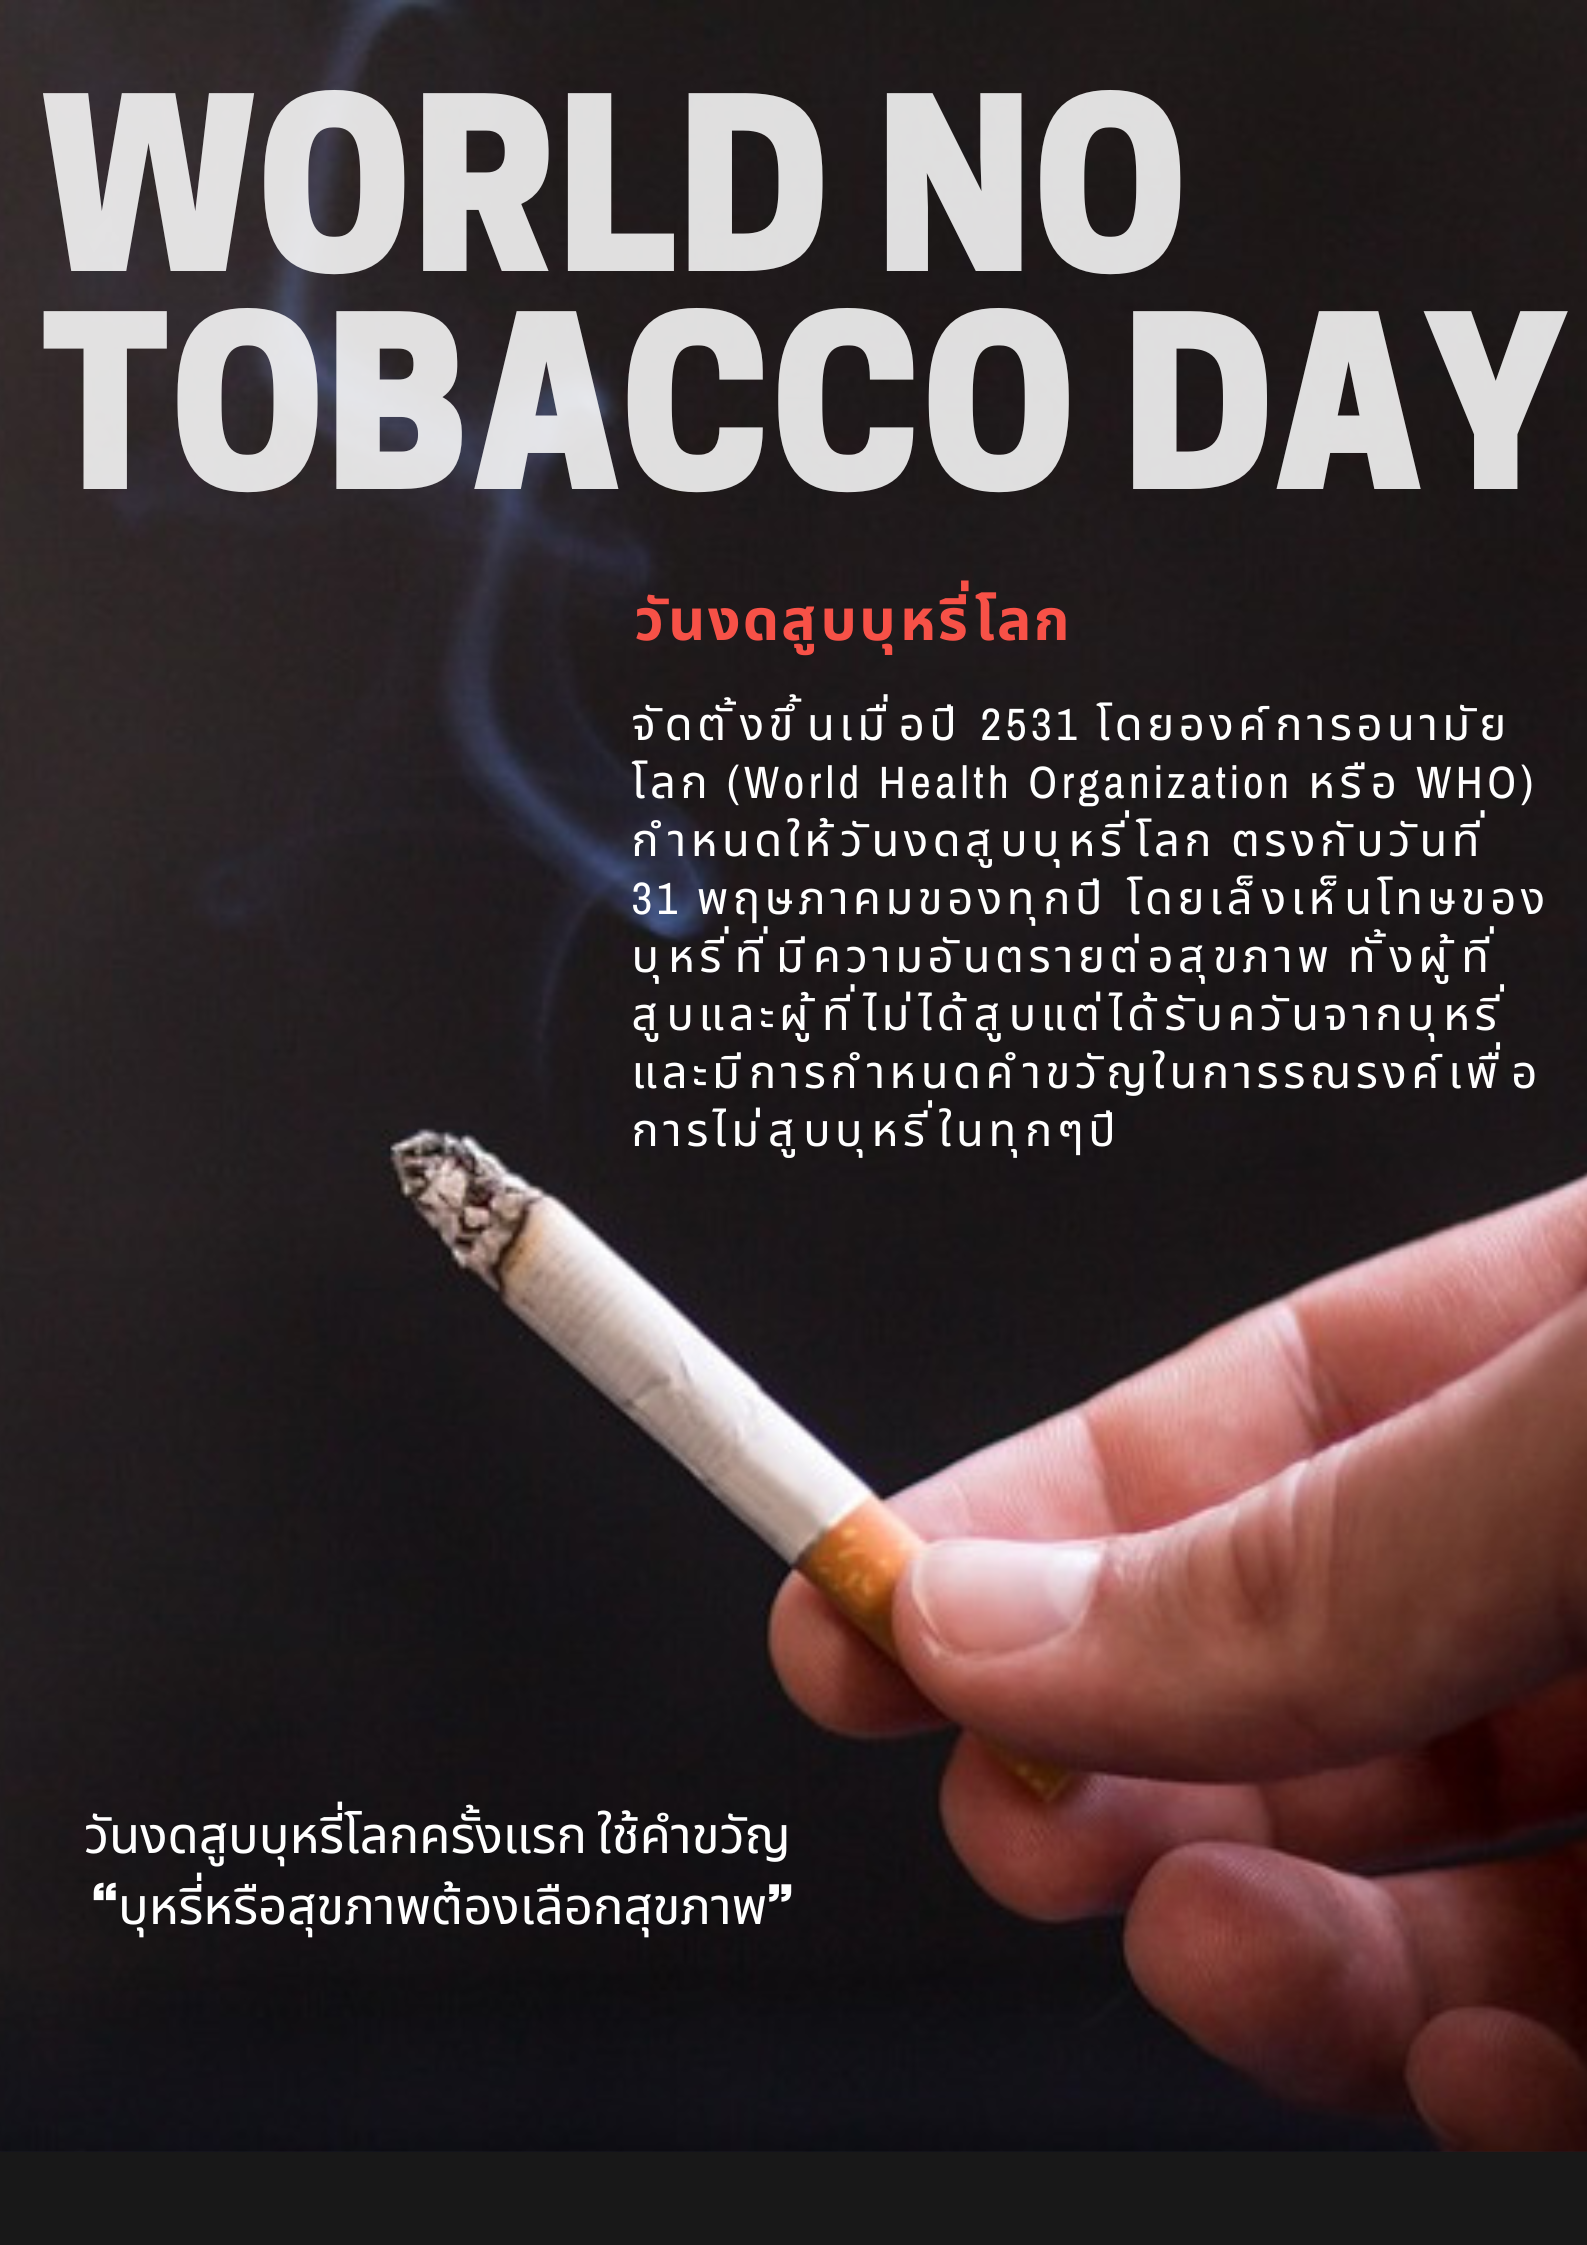 WORLD NO
TOBACCO DAY
วันงดสูบบุหรี่โลก
จัดตั้งขึ้นเมื่อปี 2531 โดยองค์การอนามัย
โลก (World Health Organization หรือ WHO)
กำหนดให้วันงดสูบบุหรี่โลก ตรงกับวันที่
31 พฤษภาคมของทุกปี โดยเล็งเห็นโทษของ
บุหรี่ที่มีความอันตรายต่อสุขภาพ ทั้งผู้ที่
สูบและผู้ที่ไม่ได้สูบแต่ได้รับควันจากบุหรี่
และมีการกำหนดคำขวัญในการรณรงค์เพื่อ
การไม่สูบบุหรี่ในทุกๆปี
วันงดสูบบุหรี่โลกครั้งแรก ใช้คำขวัญ
“บุหรี่หรือสุขภาพต้องเลือกสุขภาพ”